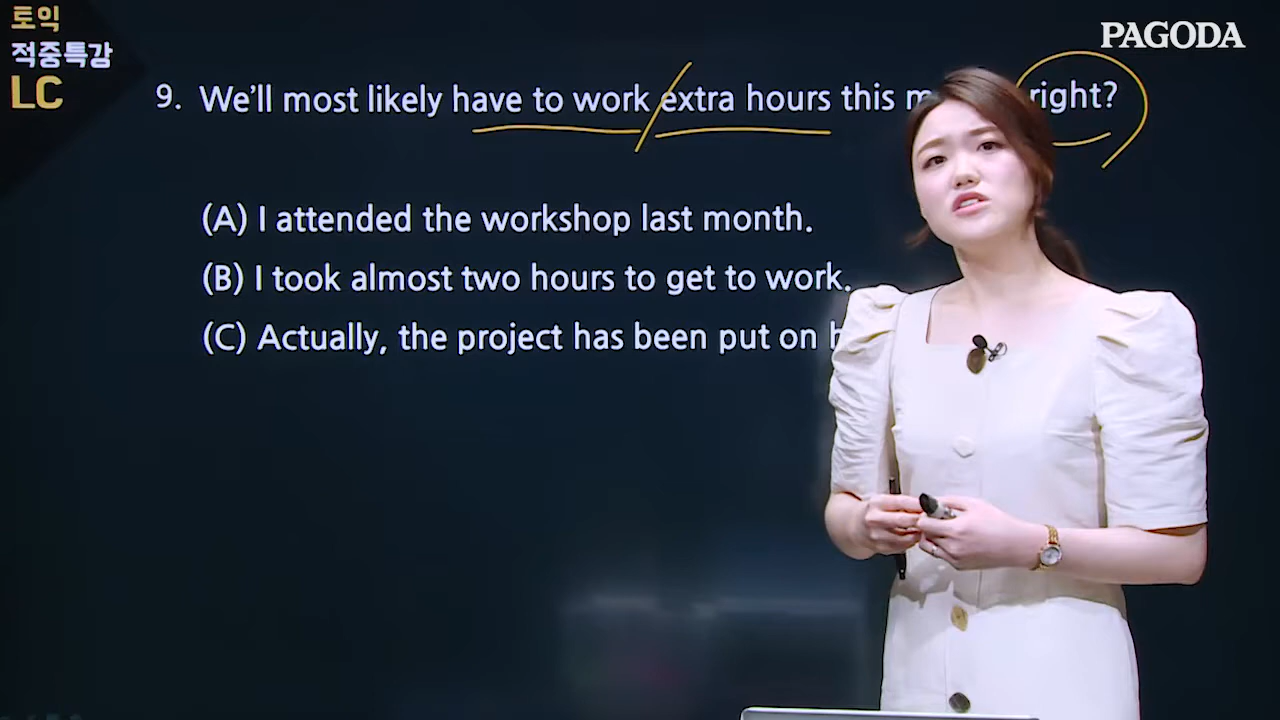 토익
적중특강
LC
PAGODA
9. We'll most likely have to work extra hours this right?
(A) I attended the workshop last month.
(B) I took almost two hours to get to work.
(C) Actually, the project has been put on